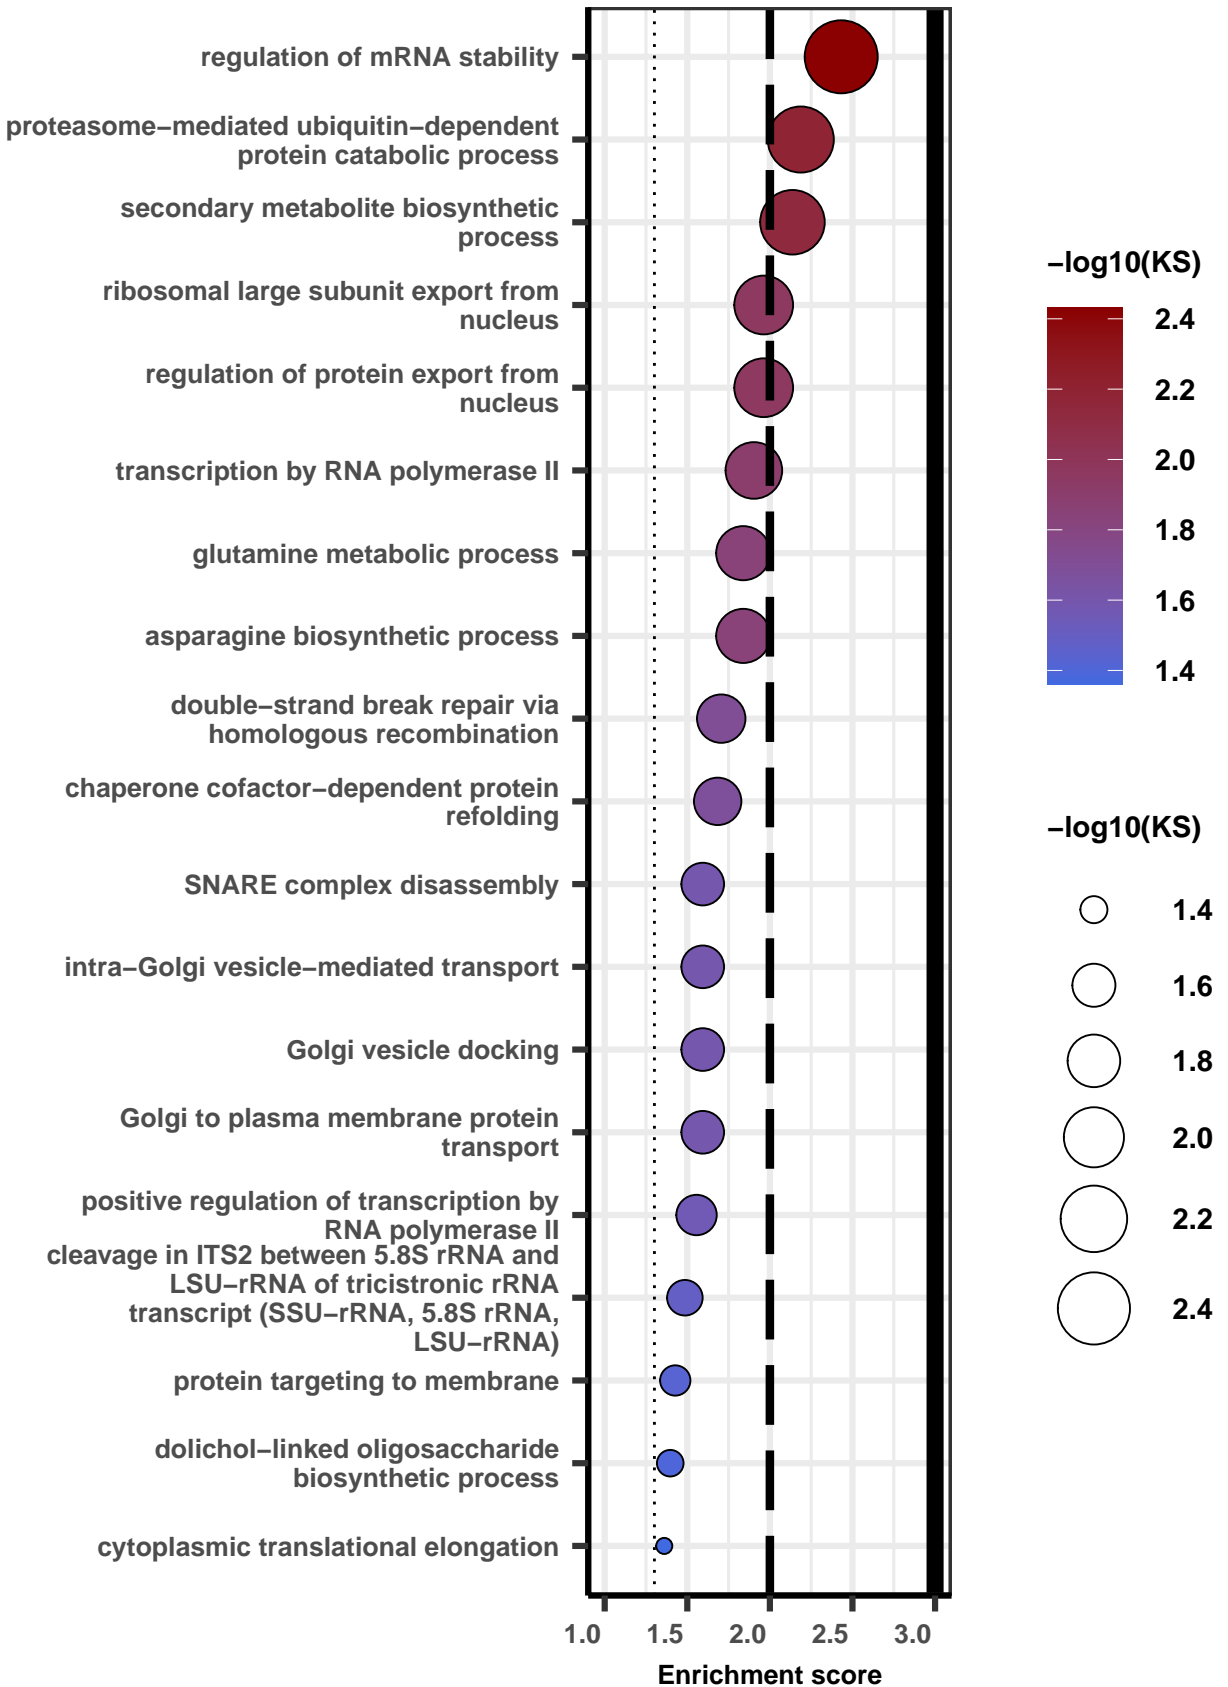 regulation of mRNA stability
proteasome−mediated ubiquitin−dependent
protein catabolic process
secondary metabolite biosynthetic
process
ribosomal large subunit export from
nucleus
regulation of protein export from
nucleus
transcription by RNA polymerase II
glutamine metabolic process
asparagine biosynthetic process
double−strand break repair via
homologous recombination
chaperone cofactor−dependent protein
refolding
SNARE complex disassembly
intra−Golgi vesicle−mediated transport
Golgi vesicle docking
Golgi to plasma membrane protein
transport
positive regulation of transcription by
RNA polymerase II
cleavage in ITS2 between 5.8S rRNA and
LSU−rRNA of tricistronic rRNA
transcript (SSU−rRNA, 5.8S rRNA,
LSU−rRNA)
protein targeting to membrane
dolichol−linked oligosaccharide
biosynthetic process
cytoplasmic translational elongation
1.0 1.5 2.0 2.5 3.0
Enrichment score
−log10(KS)
2.4
2.2
2.0
1.8
1.6
1.4
−log10(KS)
1.4
1.6
1.8
2.0
2.2
2.4